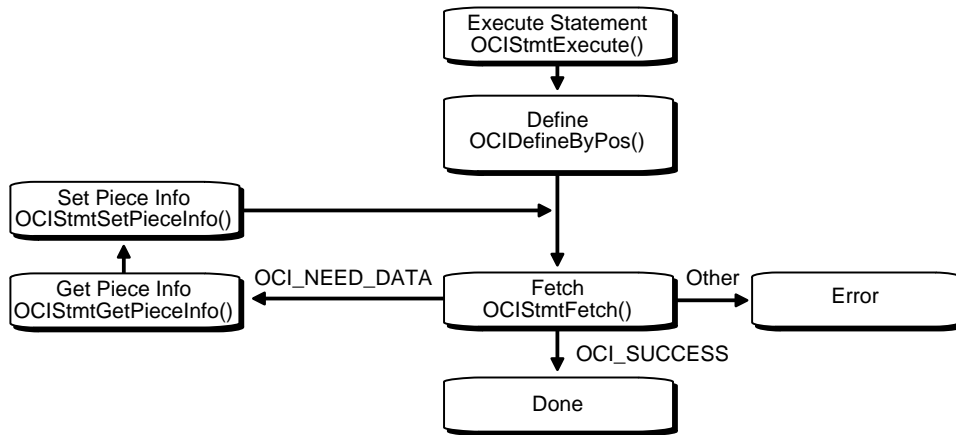 Execute Statement
OCIStmtExecute()
Define
OCIDefineByPos()
Set Piece Info
OCIStmtSetPieceInfo()
Get Piece Info
OCIStmtGetPieceInfo()
OCI_NEED_DATA
Fetch
OCIStmtFetch()
Other
Error
OCI_SUCCESS
Done